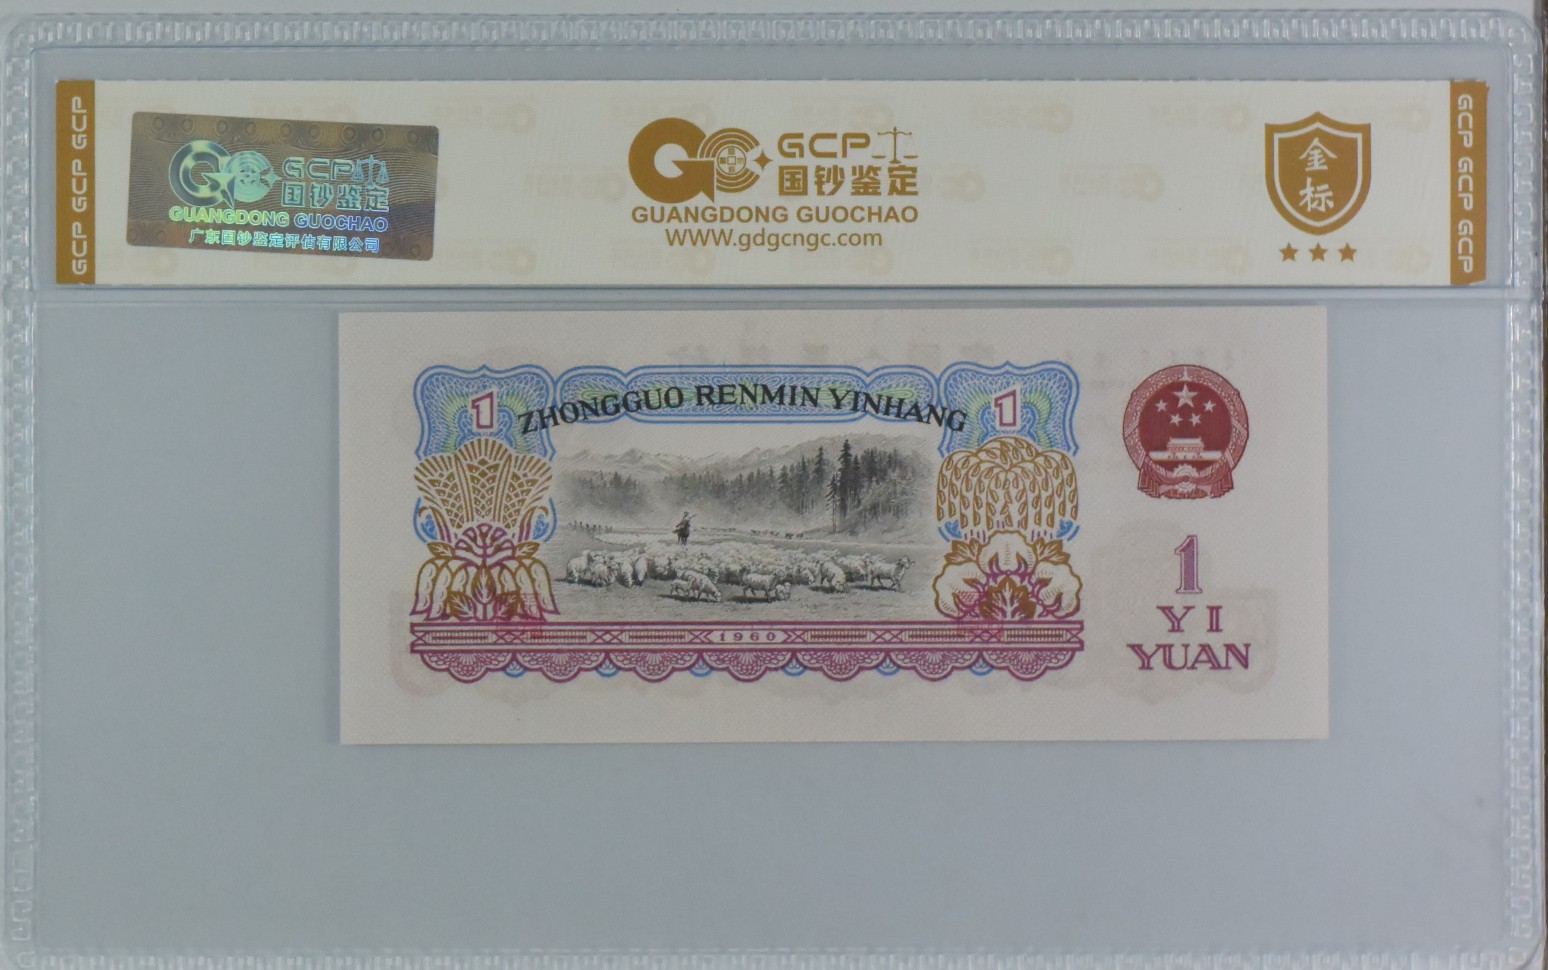 GCP GCP GCP
GCP
国钞鉴定
GUANGDONG GUOCHAO
广东国钞鉴定评估有限公司
GCP
国钞鉴定
GUANGDONG GUOCHAO
WWW.gdgcngc.com
金
标
GCP GCP GCP
1
ZHONGGUO RENMIN YINHANG
1
1960
1
YI
YUAN